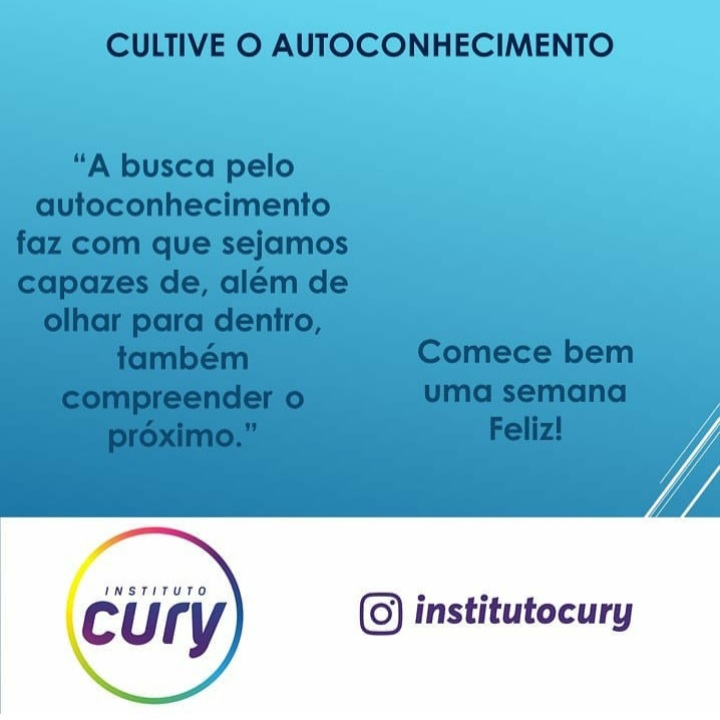 CULTIVE O AUTOCONHECIMENTO
“A busca pelo
autoconhecimento
faz com que sejamos
capazes de, além de
olhar para dentro,
também
compreender o
próximo.”
Comece bem
uma semana
Feliz!
INSTITUTO
cury
institutocury